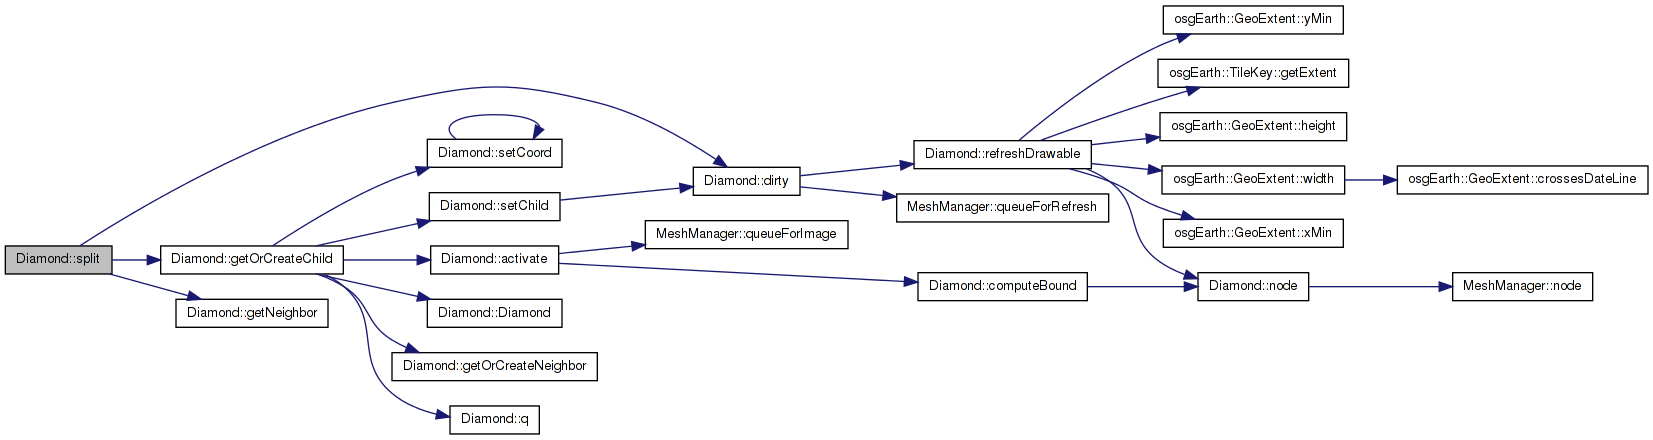 osgEarth::GeoExtent::yMin
osgEarth::TileKey::getExtent
osgEarth::GeoExtent::height
Diamond::setCoord
Diamond::refreshDrawable
Diamond::dirty
osgEarth::GeoExtent::width
osgEarth::GeoExtent::crossesDateLine
Diamond::setChild
MeshManager::queueForRefresh
MeshManager::queueForImage
osgEarth::GeoExtent::xMin
Diamond::split
Diamond::getOrCreateChild
Diamond::activate
Diamond::computeBound
Diamond::node
MeshManager::node
Diamond::getNeighbor
Diamond::Diamond
Diamond::getOrCreateNeighbor
Diamond::q